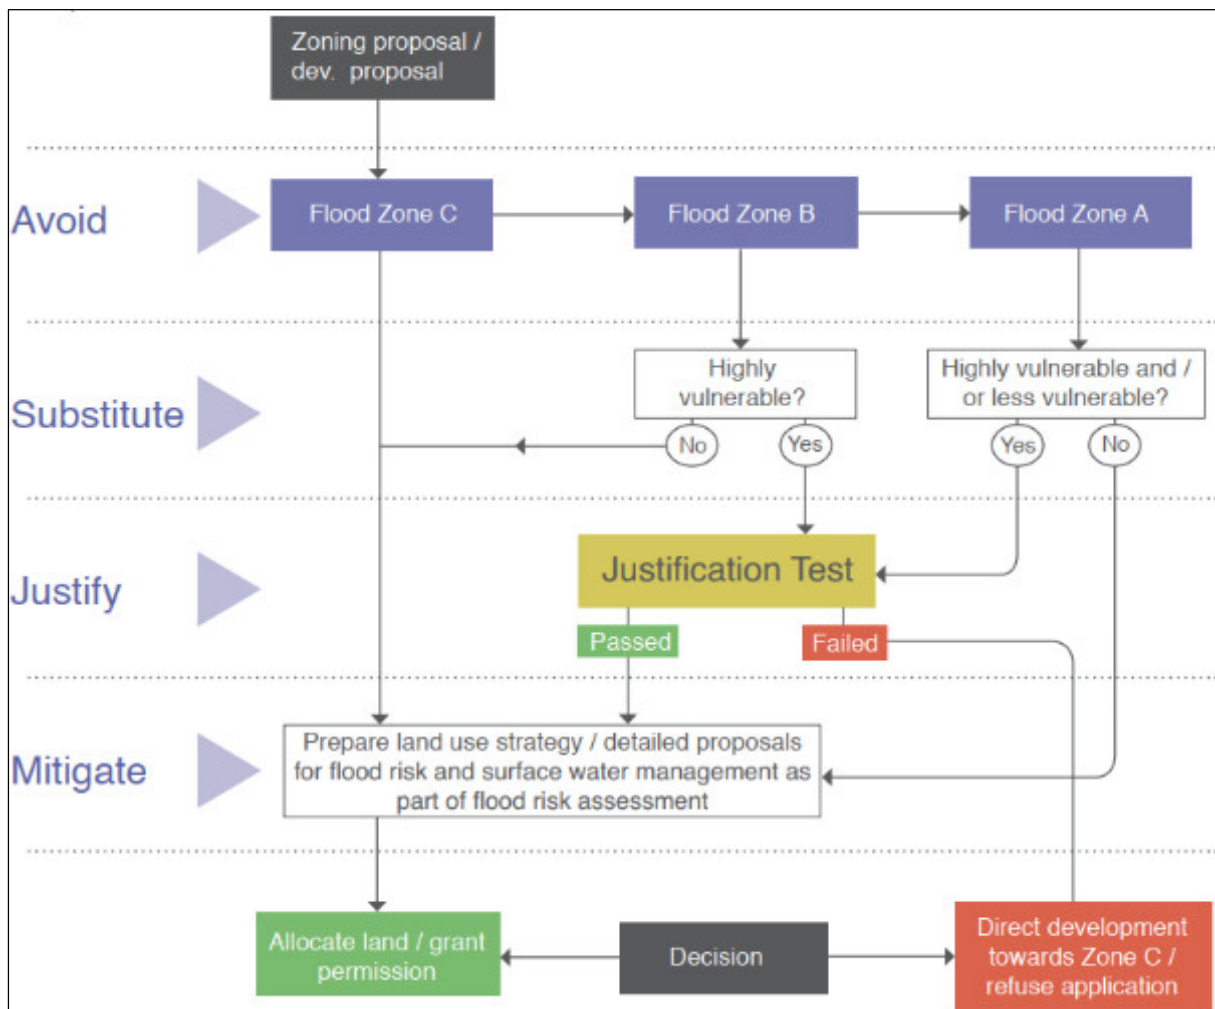 Zoning proposal /
dev. proposal
Avoid
Flood Zone C
Flood Zone B
Flood Zone A
Substitute
Highly
vulnerable?
No
Yes
Highly vulnerable and /
or less vulnerable?
Yes
No
Justify
Justification Test
Passed
Failed
Mitigate
Prepare land use strategy / detailed proposals
for flood risk and surface water management as
part of flood risk assessment
Allocate land / grant
permission
Decision
Direct development
towards Zone C /
refuse application